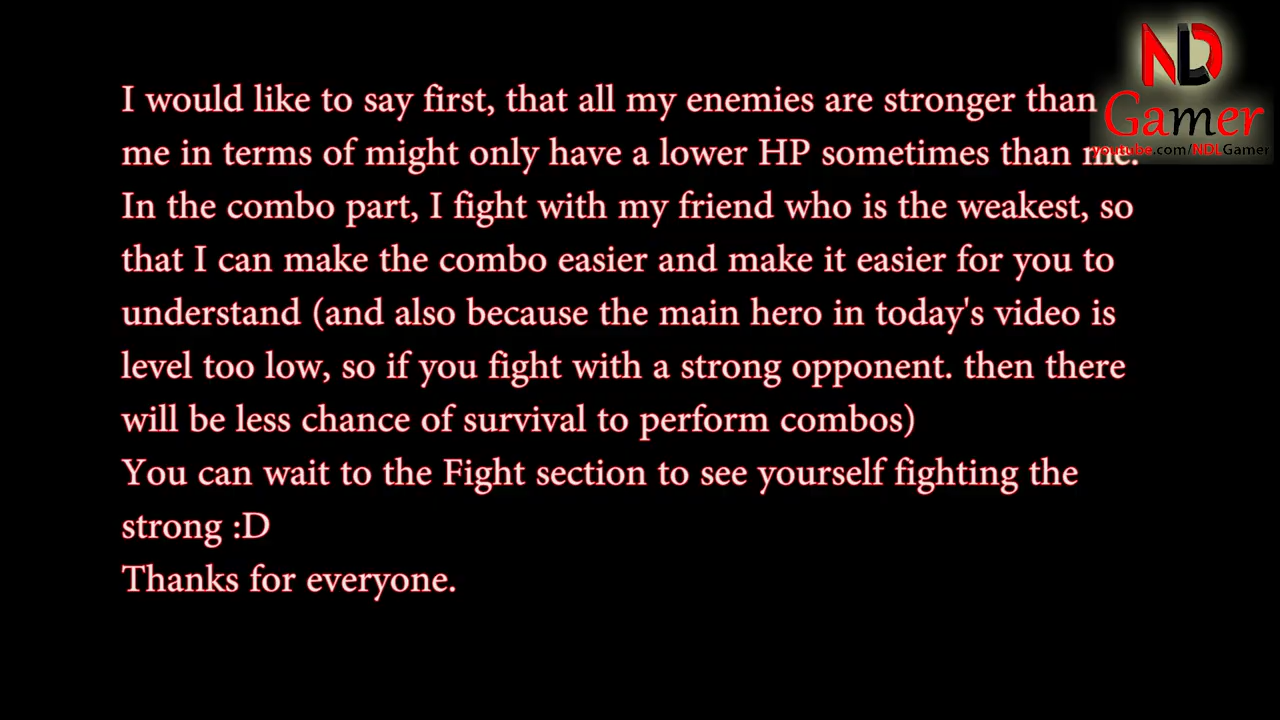 I would like to say first, that all my enemies are stronger than
me in terms of might only have a lower HP sometimes than me.
In the combo part, I fight with my friend who is the weakest, so
that I can make the combo easier and make it easier for you to
understand (and also because the main hero in today's video is
level too low, so if you fight with a strong opponent. then there
will be less chance of survival to perform combos)
You can wait to the Fight section to see yourself fighting the
strong :D
Thanks for everyone.
NDL
Gamer
youtube.com/NDLGamer